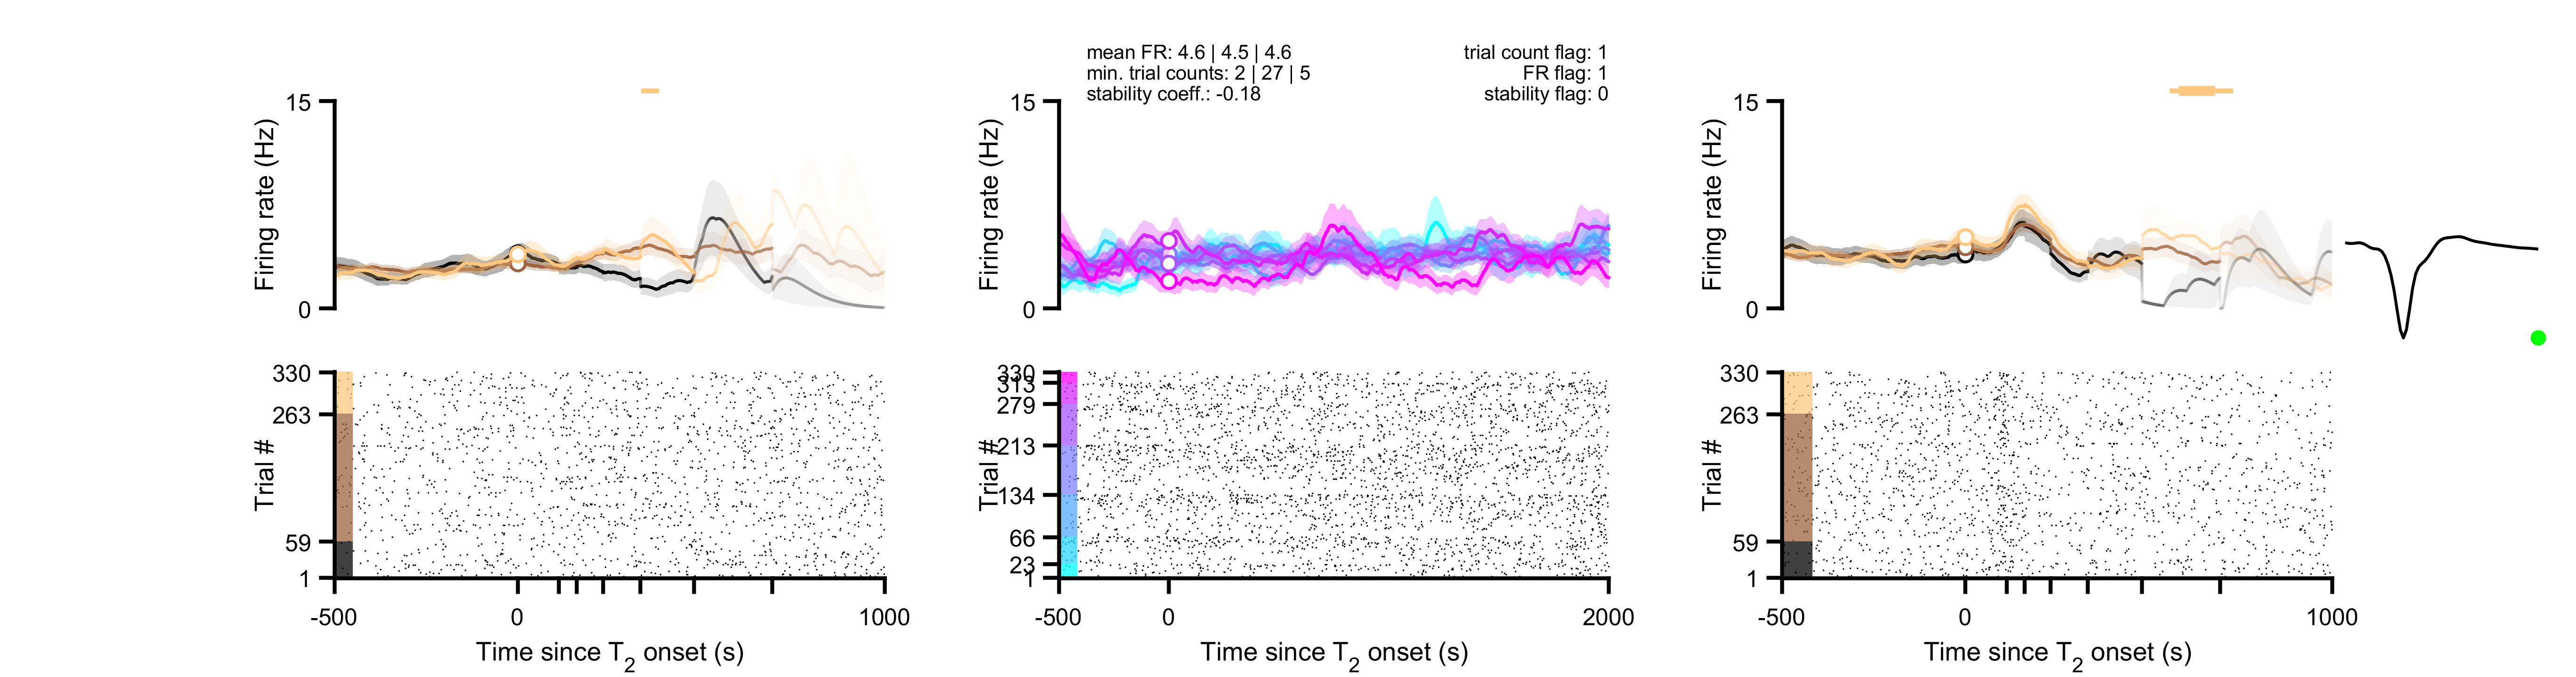 mean FR: 4.6 | 4.5 | 4.6
min. trial counts: 2 | 27 | 5
stability coeff.: -0.18
trial count flag: 1
FR flag: 1
stability flag: 0
15
Firing rate (Hz)
0
15
Firing rate (Hz)
0
15
Firing rate (Hz)
0
330
263
Trial #
59
1
-500
0
1000
Time since T2 onset (s)
330
313
279
213
Trial #
134
66
23
1
-500
0
2000
Time since T2 onset (s)
330
263
Trial #
59
1
-500
0
1000
Time since T2 onset (s)